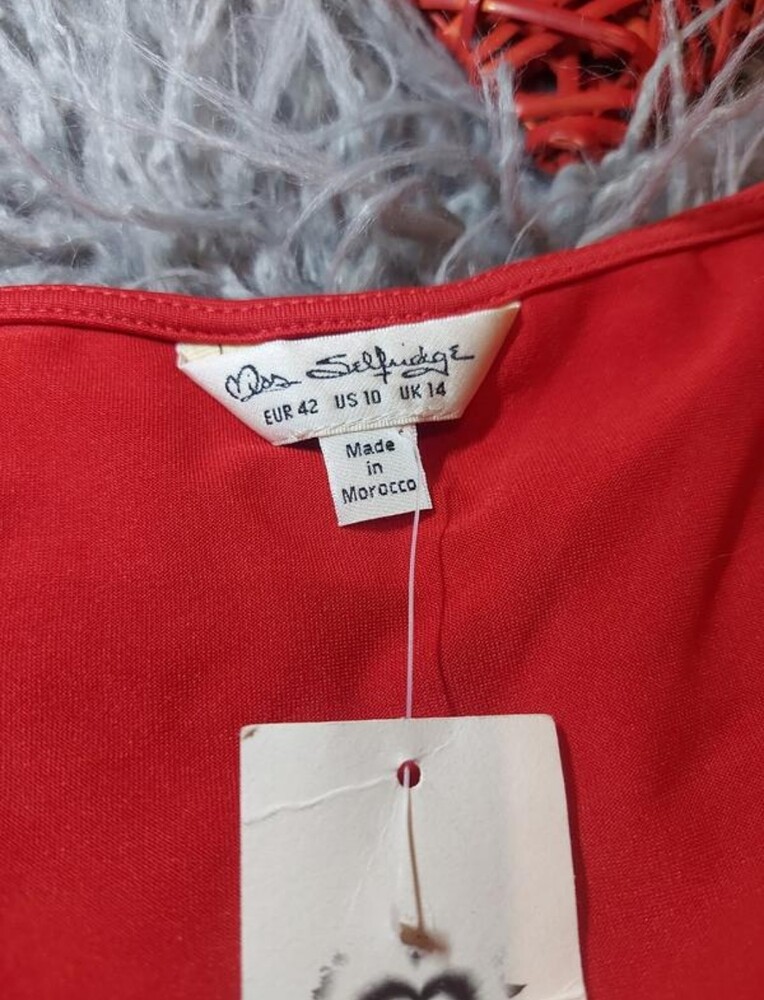 Miss Selfridge
EUR 42 US 10 UK 14
Made
in
Morocco